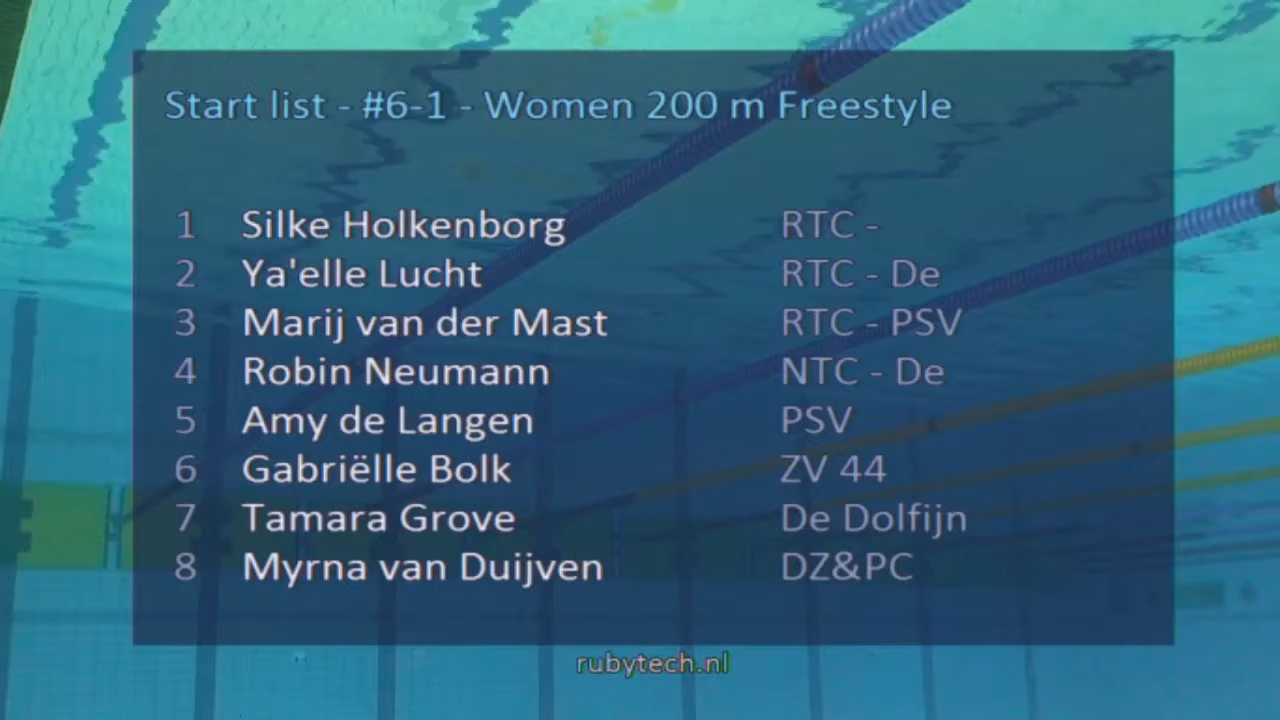 Start list - #6-1 - Women 200 m Freestyle
1 Silke Holkenborg RTC -
2 Ya'elle Lucht RTC - De
3 Marij van der Mast RTC - PSV
4 Robin Neumann NTC - De
5 Amy de Langen PSV
6 Gabriëlle Bolk ZV 44
7 Tamara Grove De Dolfijn
8 Myrna van Duijven DZ&PC
rubytech.nl